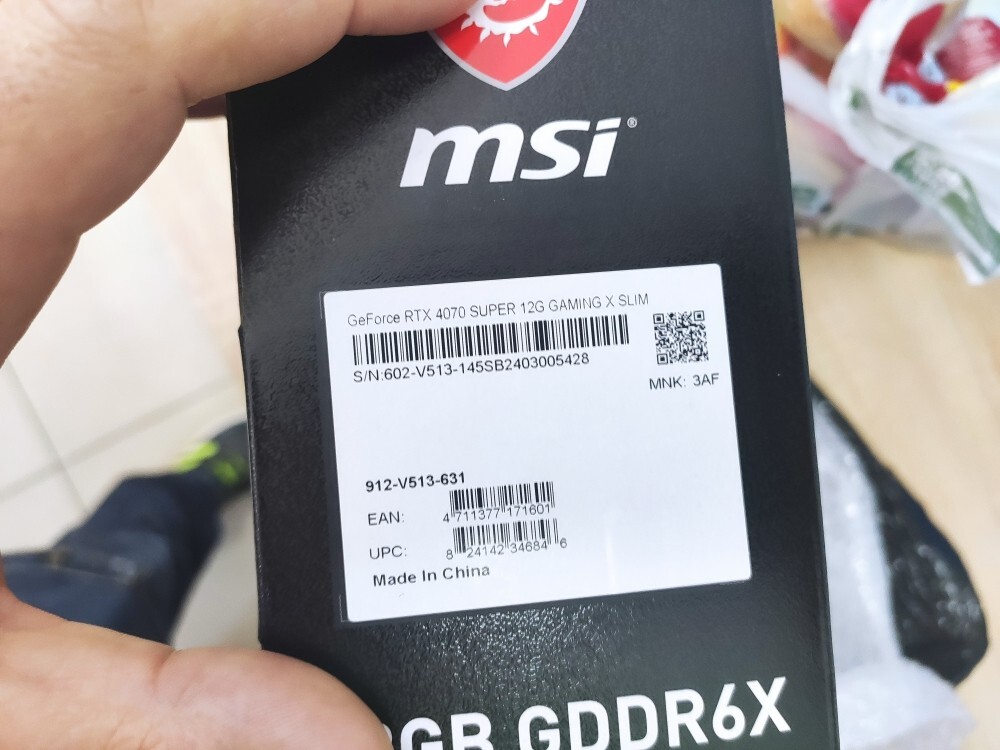 msi®
GeForce RTX 4070 SUPER 12G GAMING X SLIM
S/N:602-V513-145SB2403005428
MNK: 3AF
912-V513-631
EAN:
4 711377 171601
UPC:
8 24142 34684 6
Made In China
GB GDDR6X